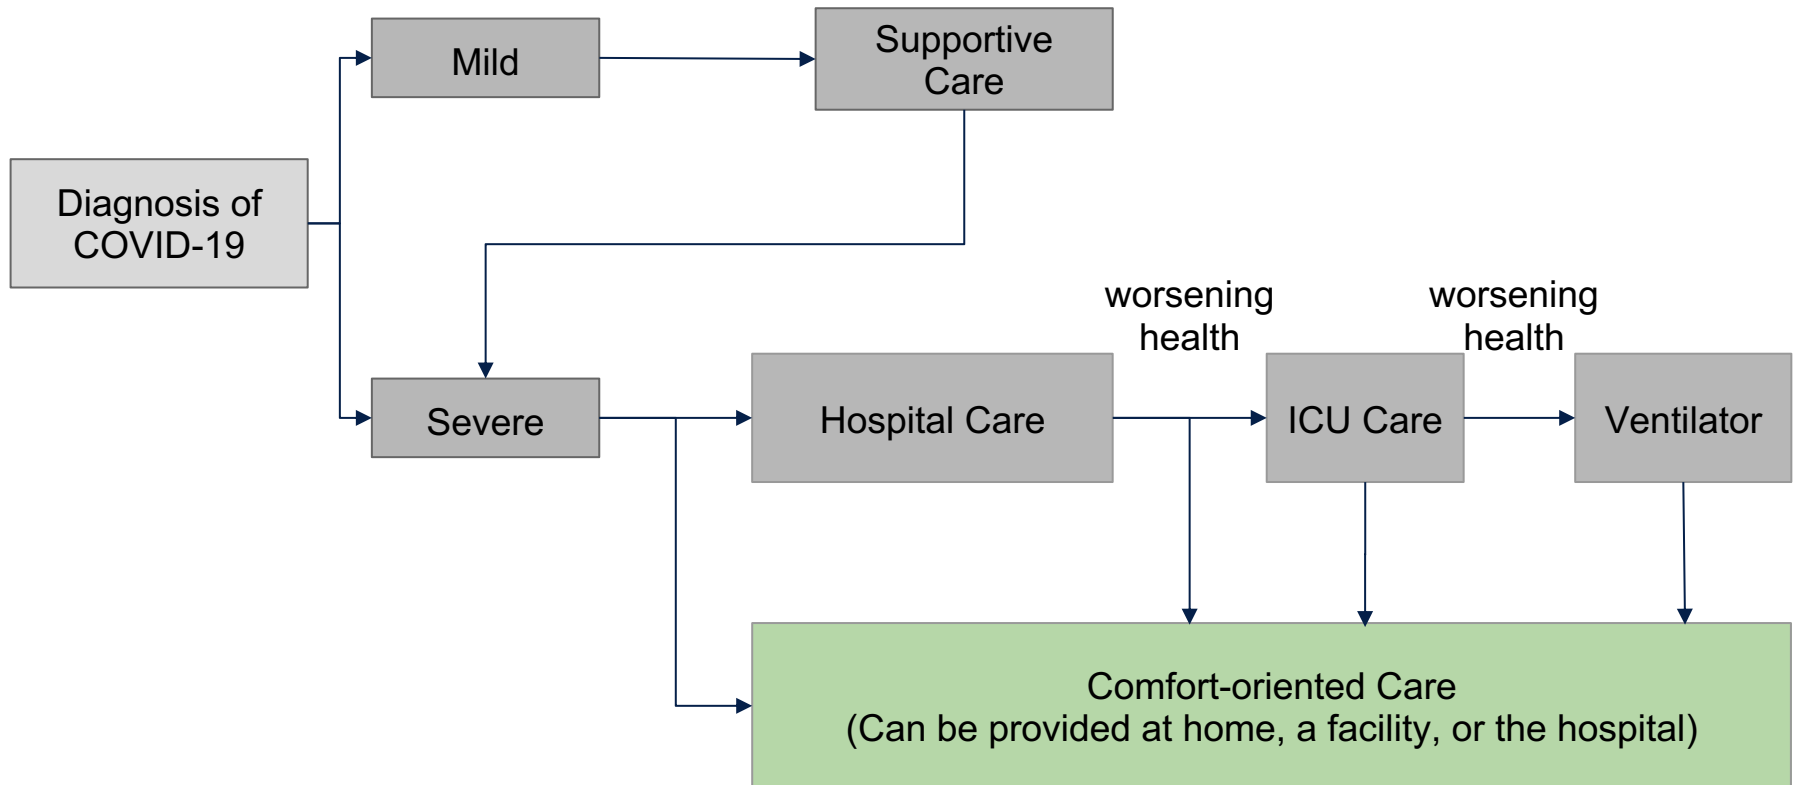 Mild
Supportive
Care
Diagnosis of
COVID-19
worsening
health
worsening
health
Severe
Hospital Care
ICU Care
Ventilator
Comfort-oriented Care
(Can be provided at home, a facility, or the hospital)